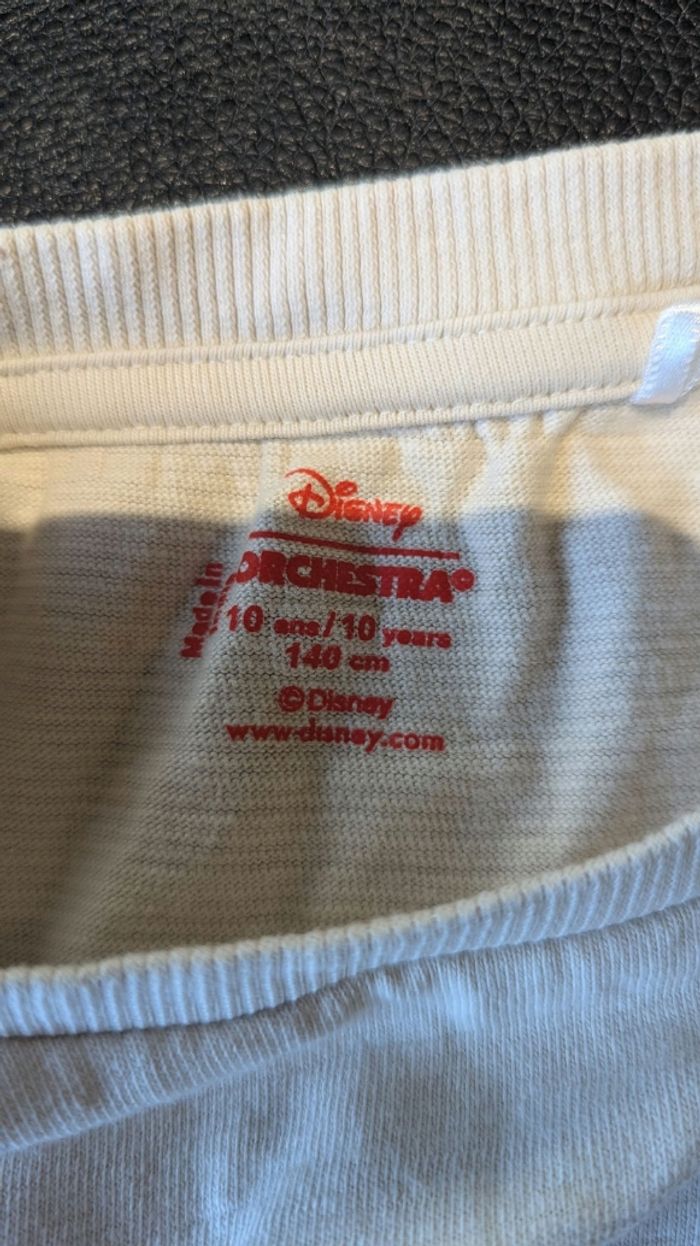 Disney
ORCHESTRA®
Made in
10 ans/10 years
140 cm
©Disney
www.disney.com